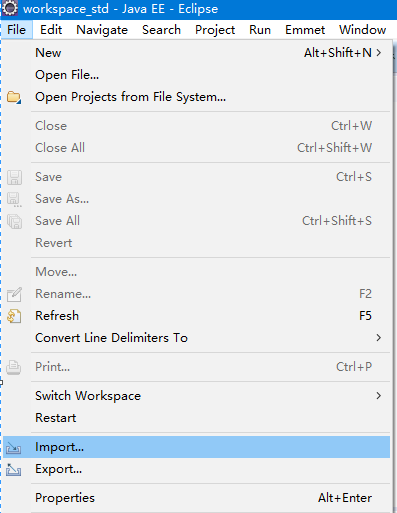 workspace_std - Java EE - Eclipse
File Edit Navigate Search Project Run Emmet Window
New Alt+Shift+N >
Open File...
Open Projects from File System...
Close Ctrl+W
Close All Ctrl+Shift+W
Save Ctrl+S
Save As...
Save All Ctrl+Shift+S
Revert
Move...
Rename... F2
Refresh F5
Convert Line Delimiters To >
Print... Ctrl+P
Switch Workspace >
Restart
Import...
Export...
Properties Alt+Enter